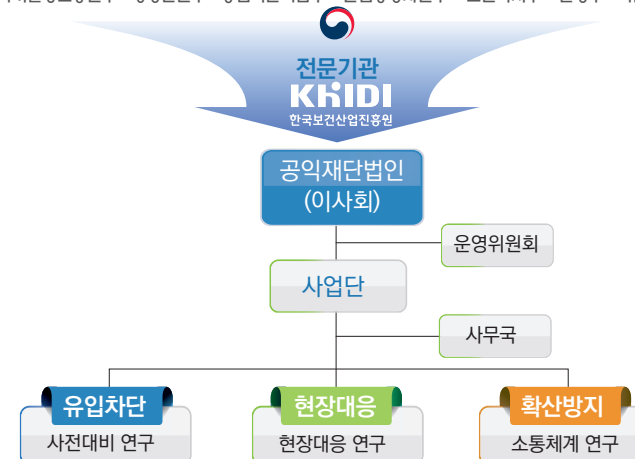 전문기관
KHIDI
한국보건산업진흥원
공익재단법인
(이사회)
운영위원회
사업단
사무국
유입차단
현장대응
확산방지
사전대비 연구
현장대응 연구
소통체계 연구